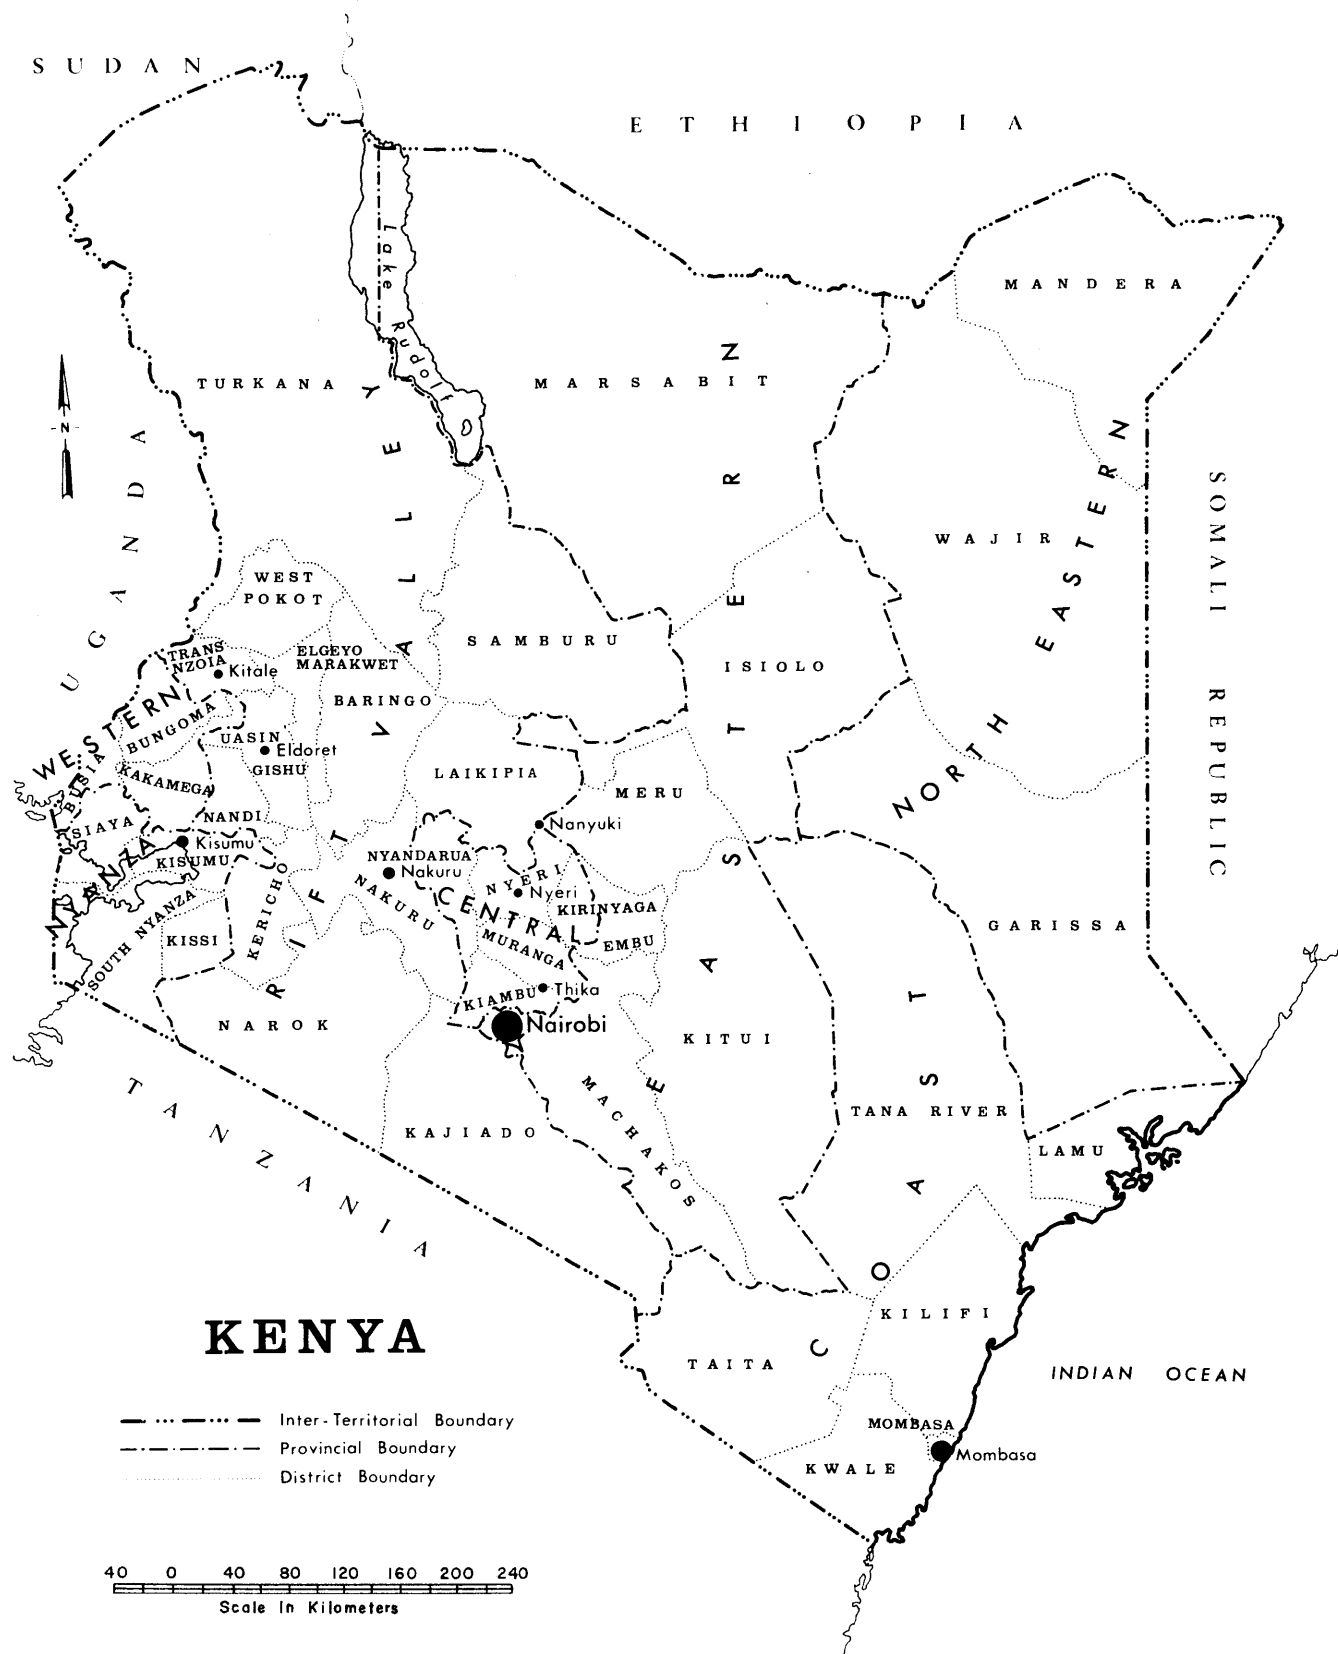 SUDAN
ETHIOPIA
MANDERA
Lake Rudolf
TURKANA
MARSABIT
N
UGANDA
RIFT VALLEY
EASTERN
NORTH EASTERN
WAJIR
SOMALI REPUBLIC
WEST
POKOT
SAMBURU
TRANS
NZOIA
Kitale
ELGEYO
MARAKWET
ISIOLO
BARINGO
WESTERN
BUNGOMA
UASIN
GISHU
Eldoret
BUSIA
KAKAMEGA
LAIKIPIA
MERU
NANDI
SIAYA
Nanyuki
Kisumu
KISUMU
NYANZA
NYANDARUA
Nakuru
NAKURU
NYERI
Nyeri
CENTRAL
KIRINYAGA
KERICHO
SOUTH NYANZA
KISSI
MURANGA
EMBU
GARISSA
KIAMBU
Thika
Nairobi
NAROK
KITUI
MACHAKOS
TANA RIVER
COAST
KAJIADO
LAMU
TANZANIA
KENYA
KILIFI
TAITA
INDIAN OCEAN
MOMBASA
Mombasa
KWALE
Inter-Territorial Boundary
Provincial Boundary
District Boundary
40 0 40 80 120 160 200 240
Scale In Kilometers